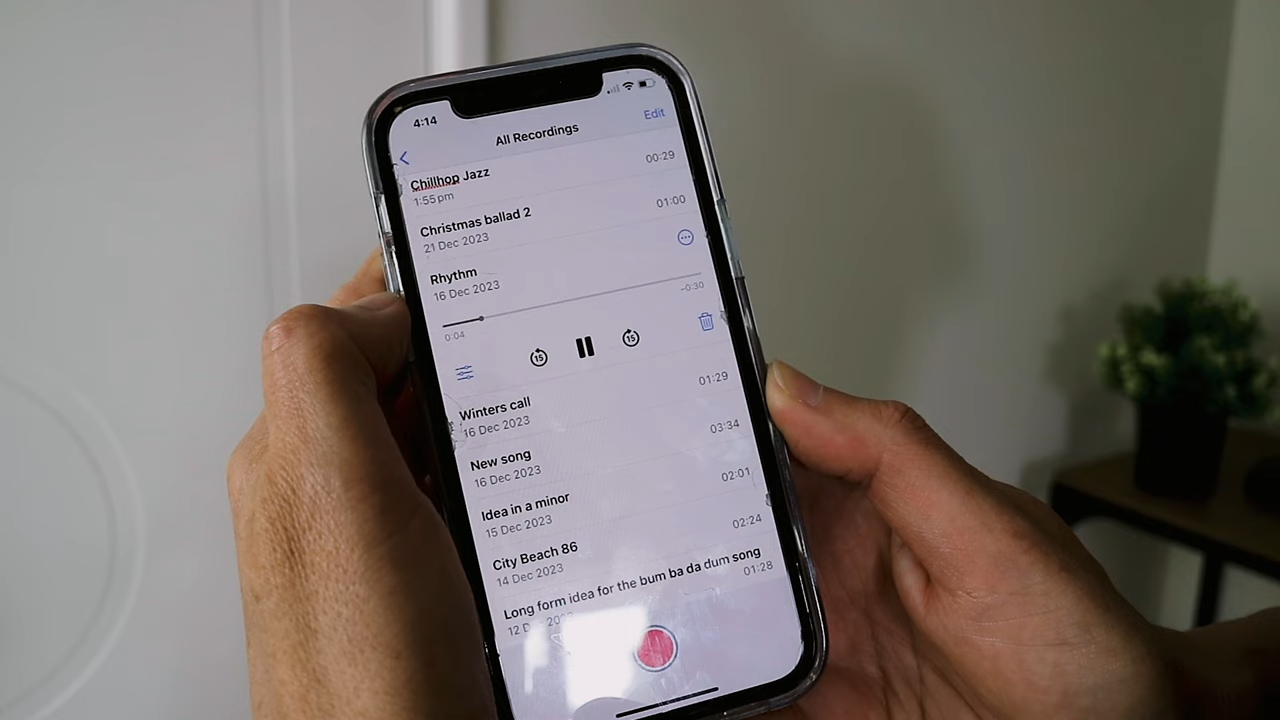 4:14
All Recordings
Edit
Chillhop Jazz
00:29
1:55 pm
Christmas ballad 2
01:00
21 Dec 2023
Rhythm
16 Dec 2023
0:04
-0:30
15
15
Winters call
01:29
16 Dec 2023
New song
03:34
16 Dec 2023
Idea in a minor
02:01
15 Dec 2023
City Beach 86
02:24
14 Dec 2023
Long form idea for the bum ba da dum song
12 Dec
01:28